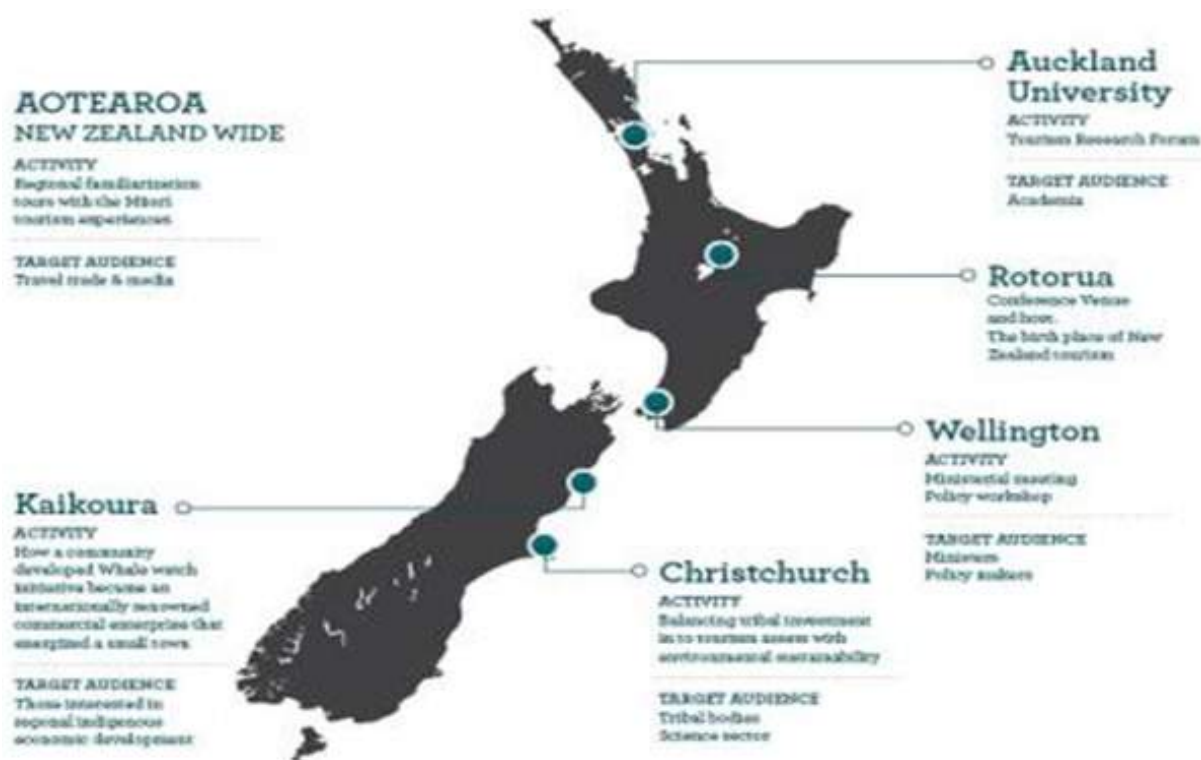 AOTEAROA
NEW ZEALAND WIDE
ACTIVITY
Regional familiarization
tours with the Māori
tourism experiences
TARGET AUDIENCE
Travel trade & media
Auckland
University
ACTIVITY
Tourism Research Forum
TARGET AUDIENCE
Academia
Rotorua
Conference Venue
and host.
The birth place of New
Zealand tourism
Wellington
ACTIVITY
Ministerial meeting
Policy workshop
TARGET AUDIENCE
Ministers
Policy makers
Kaikoura
ACTIVITY
How a community
developed Whale watch
initiative became an
internationally renowned
commercial enterprise that
energized a small town
TARGET AUDIENCE
Those interested in
regional indigenous
economic development
Christchurch
ACTIVITY
Balancing tribal investment
in to tourism assets with
environmental sustainability
TARGET AUDIENCE
Tribal bodies
Science sector